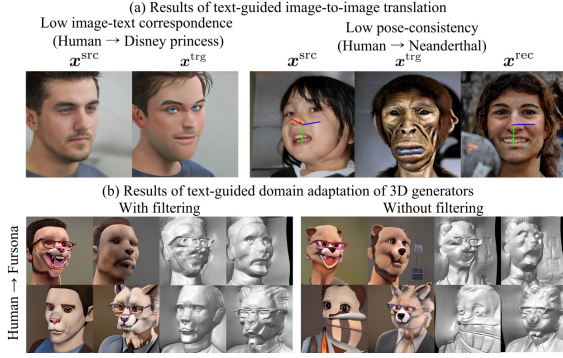 (a) Results of text-guided image-to-image translation
Low image-text correspondence
(Human → Disney princess)
Low pose-consistency
(Human → Neanderthal)
x^src x^trg x^src x^trg x^rec
(b) Results of text-guided domain adaptation of 3D generators
With filtering
Without filtering
Human → Fursona